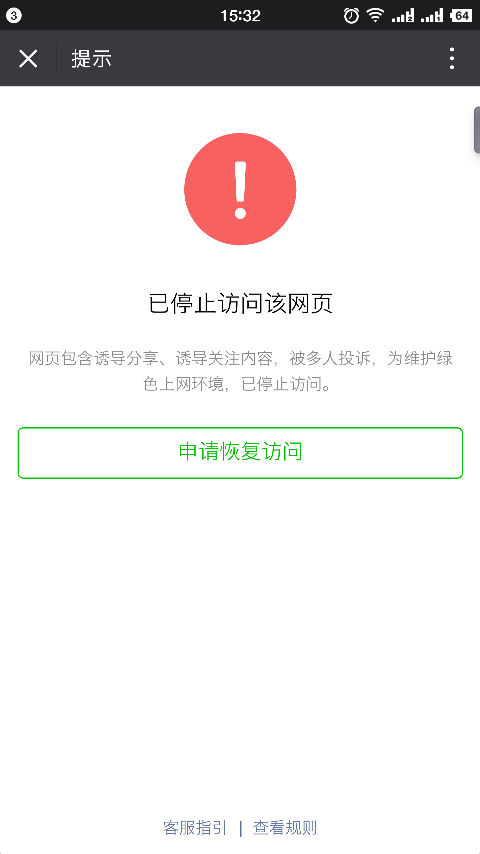 3
15:32
64
提示
已停止访问该网页
网页包含诱导分享、诱导关注内容，被多人投诉，为维护绿
色上网环境，已停止访问。
申请恢复访问
客服指引 | 查看规则